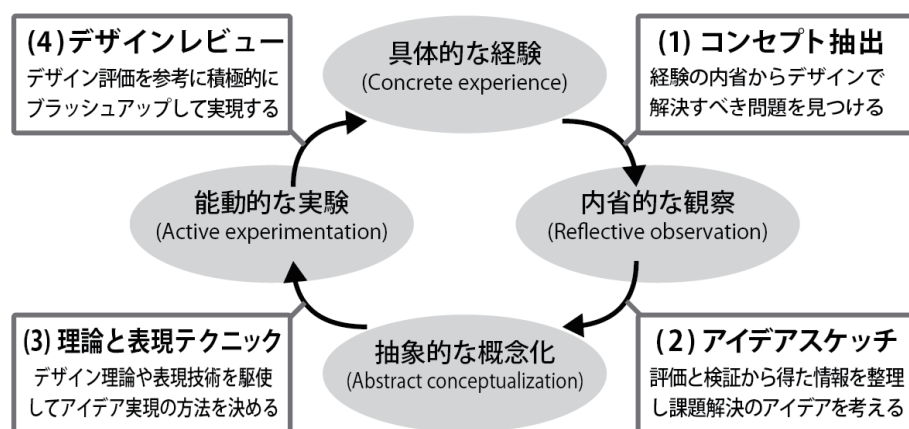 (4)デザインレビュー
デザイン評価を参考に積極的に
ブラッシュアップして実現する
具体的な経験
(Concrete experience)
(1) コンセプト抽出
経験の内省からデザインで
解決すべき問題を見つける
能動的な実験
(Active experimentation)
内省的な観察
(Reflective observation)
(3) 理論と表現テクニック
デザイン理論や表現技術を駆使
してアイデア実現の方法を決める
抽象的な概念化
(Abstract conceptualization)
(2) アイデアスケッチ
評価と検証から得た情報を整理
し課題解決のアイデアを考える